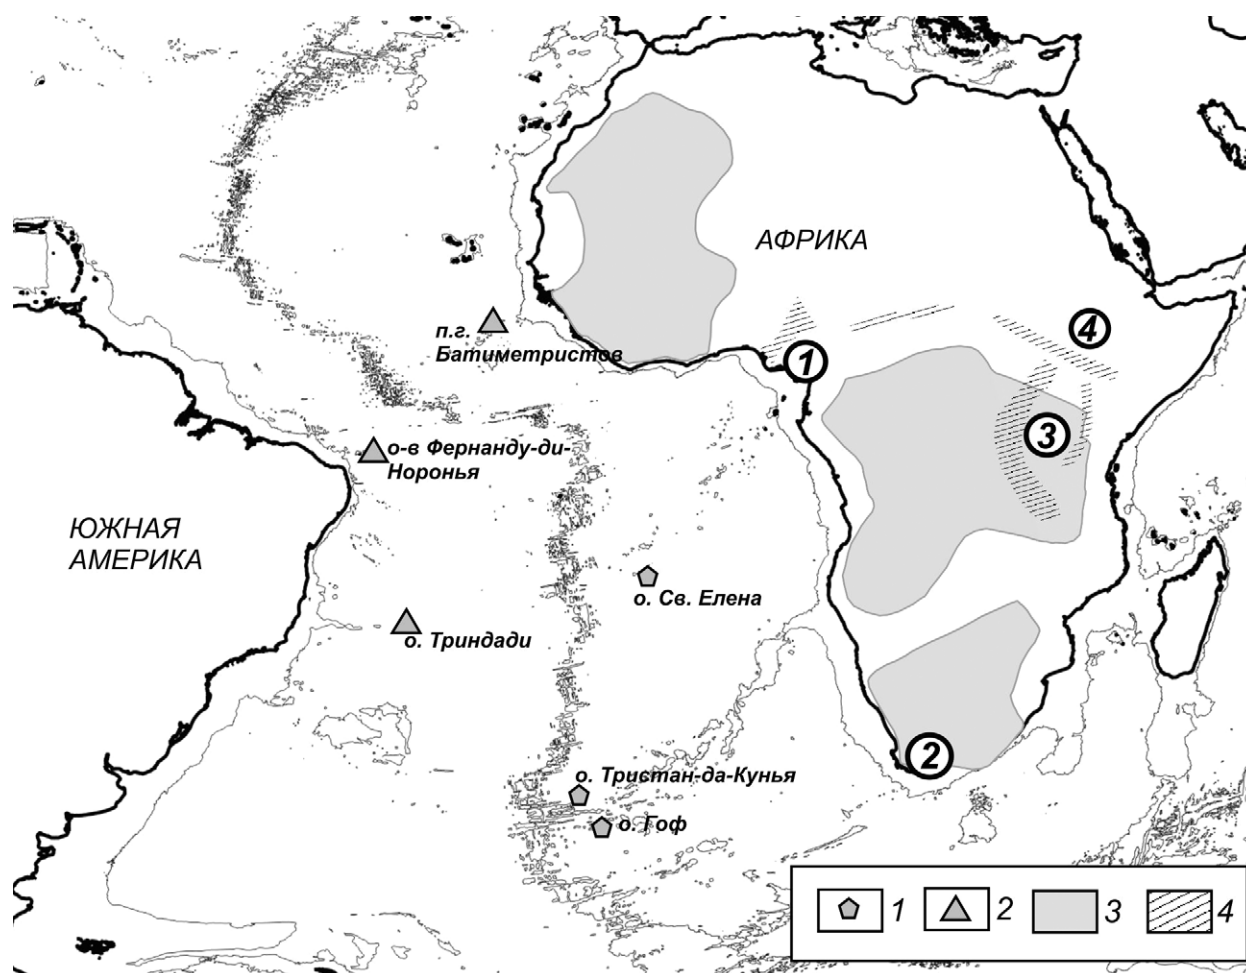 АФРИКА
1
4
п.г.
Батиметристов
3
о-в Фернанду-ди-
Норонья
ЮЖНАЯ
АМЕРИКА
о. Св. Елена
о. Триндади
2
о. Тристан-да-Кунья
о. Гоф
1
2
3
4